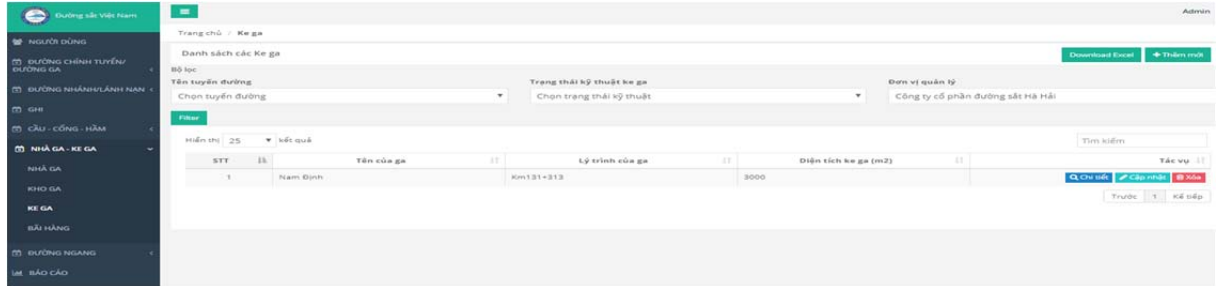 Đường sắt Việt Nam
Admin
NGƯỜI DÙNG
ĐƯỜNG CHÍNH TUYẾN/
ĐƯỜNG GA
ĐƯỜNG NHÁNH/LÁNH NẠN
GHI
CẦU - CỐNG - HẦM
NHÀ GA - KE GA
NHÀ GA
KHO GA
KE GA
BÃI HÀNG
ĐƯỜNG NGANG
BÁO CÁO
Trang chủ / Ke ga
Danh sách các Ke ga
Download Excel
Thêm mới
Bộ lọc
Tên tuyến đường
Trạng thái kỹ thuật ke ga
Đơn vị quản lý
Chọn tuyến đường
Chọn trạng thái kỹ thuật
Công ty cổ phần đường sắt Hà Hải
Filter
Hiển thị 25 kết quả
Tìm kiếm
STT Tên của ga Lý trình của ga Diện tích ke ga (m2) Tác vụ
1 Nam Định Km131+313 3000 Chi tiết Cập nhật Xóa
Trước 1 Kế tiếp